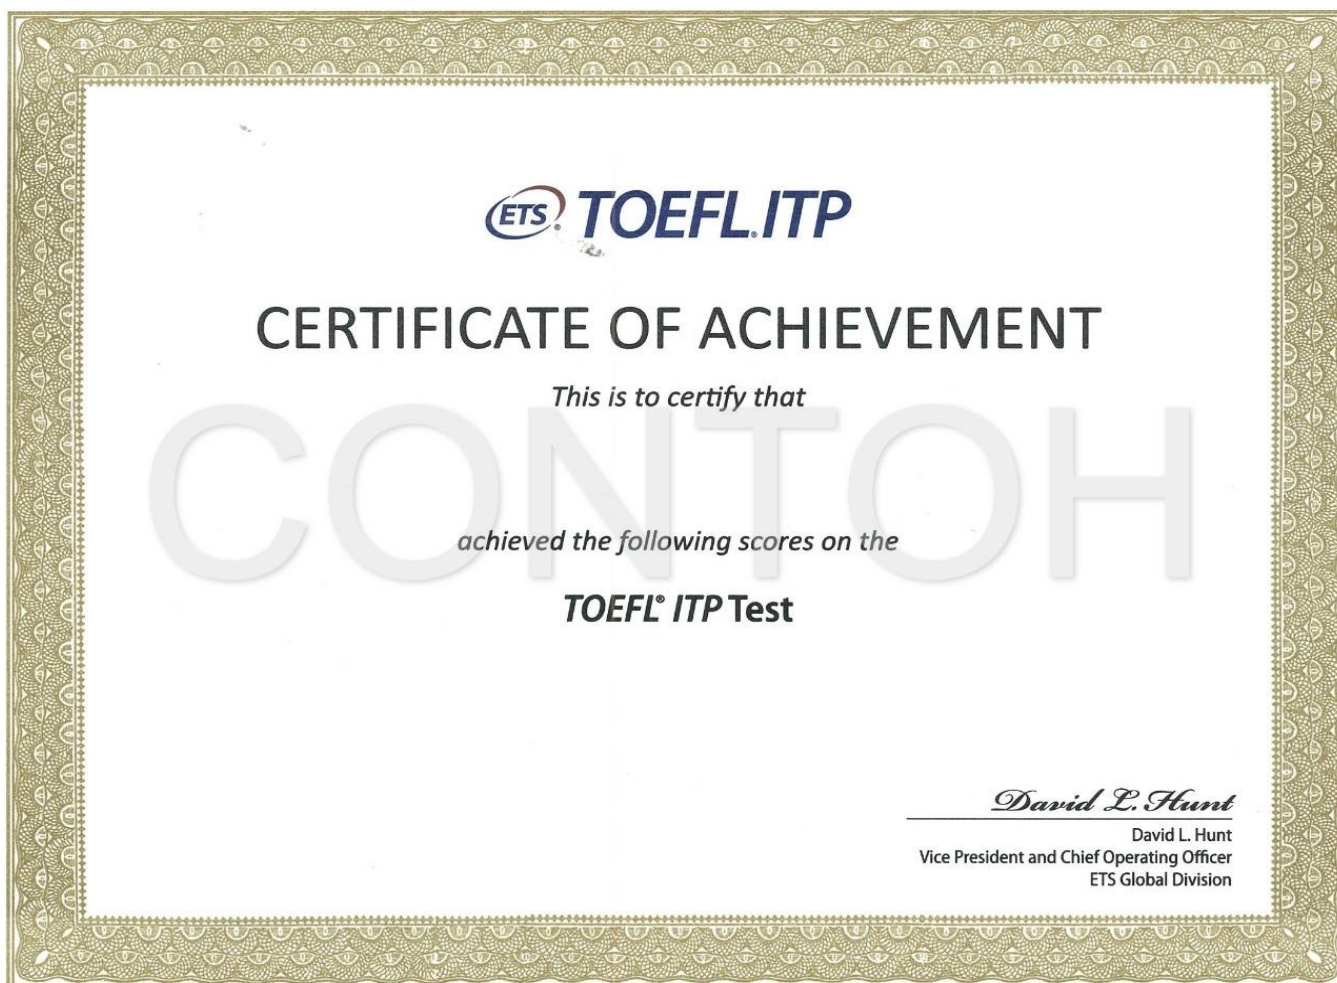 ETS® TOEFL® ITP
CERTIFICATE OF ACHIEVEMENT
This is to certify that
CONTOH
achieved the following scores on the
TOEFL® ITP Test
David L. Hunt
David L. Hunt
Vice President and Chief Operating Officer
ETS Global Division